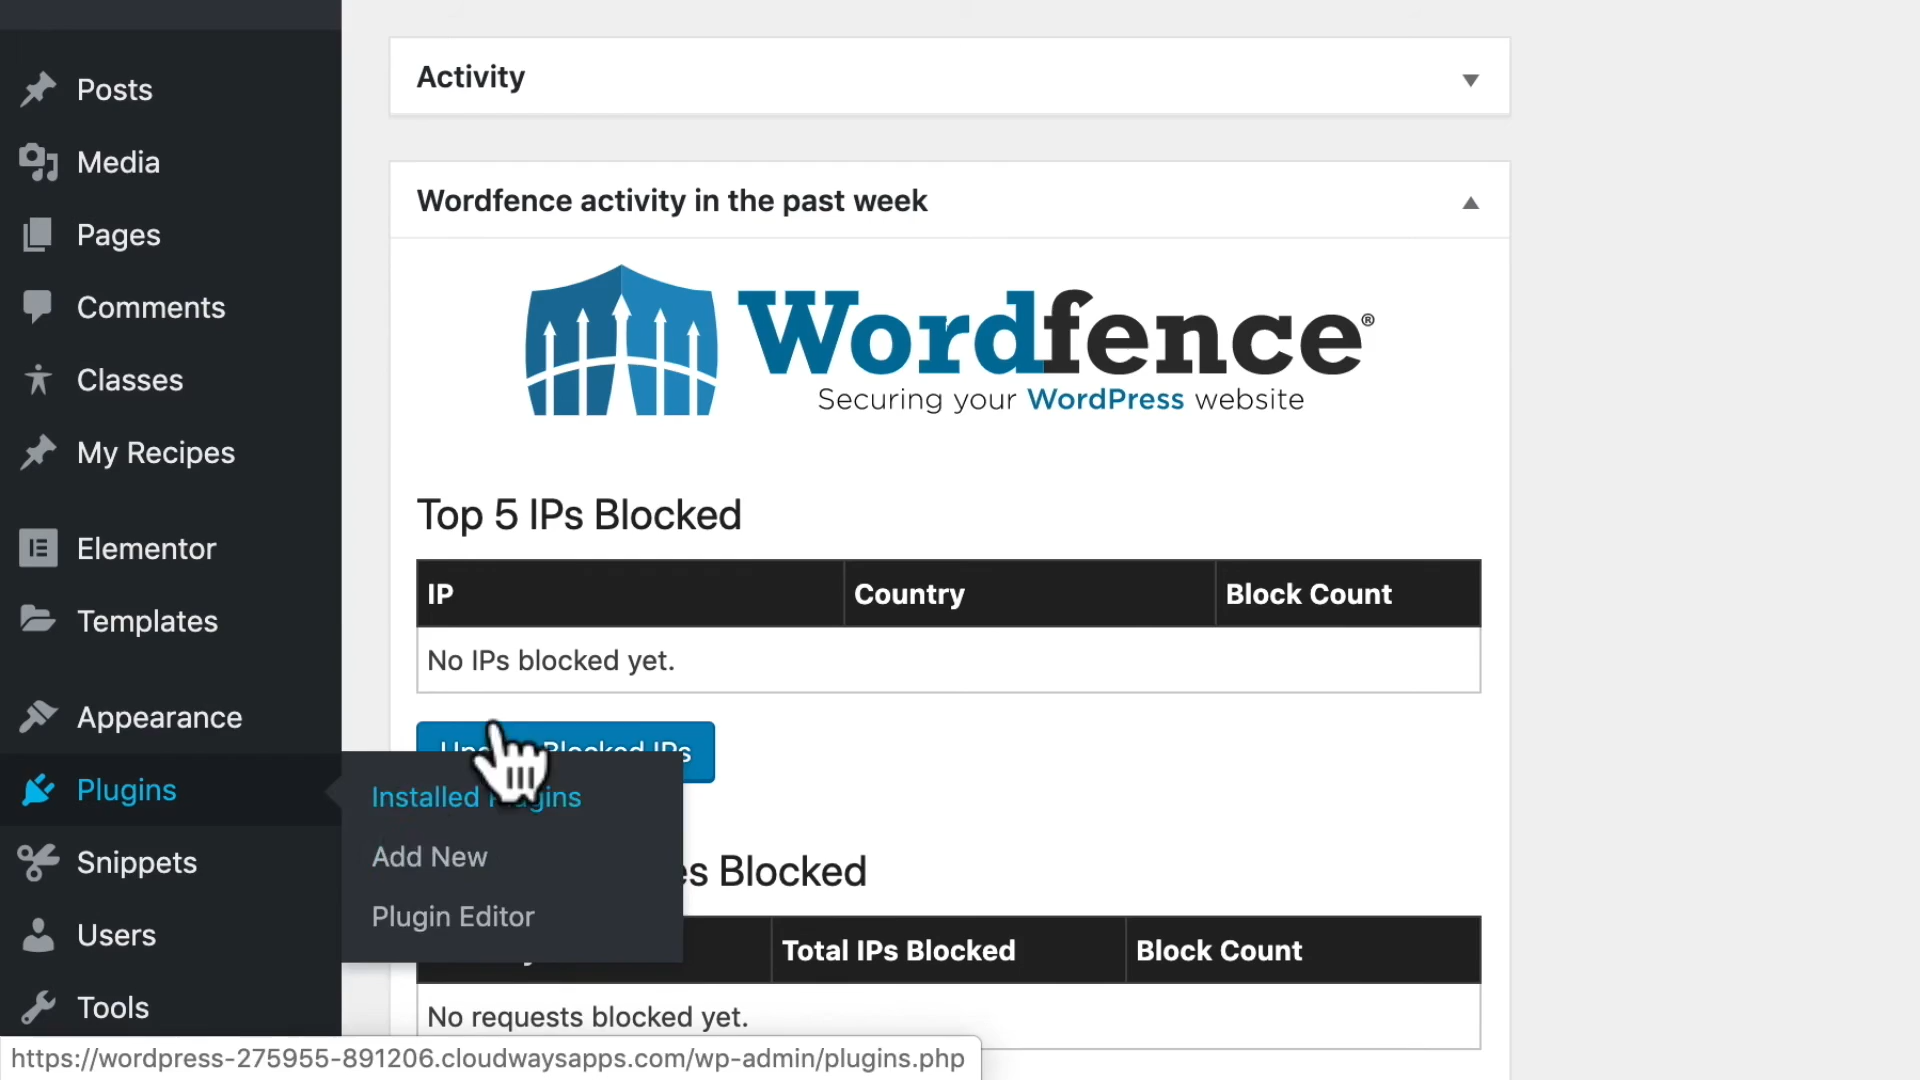 Posts
Media
Pages
Comments
Classes
My Recipes
Elementor
Templates
Appearance
Plugins
Snippets
Users
Tools
Installed Plugins
Add New
Plugin Editor
Activity
Wordfence activity in the past week
Wordfence®
Securing your WordPress website
Top 5 IPs Blocked
IP Country Block Count
No IPs blocked yet.
Blocked IPs
Blocked
Total IPs Blocked Block Count
No requests blocked yet.
https://wordpress-275955-891206.cloudwaysapps.com/wp-admin/plugins.php